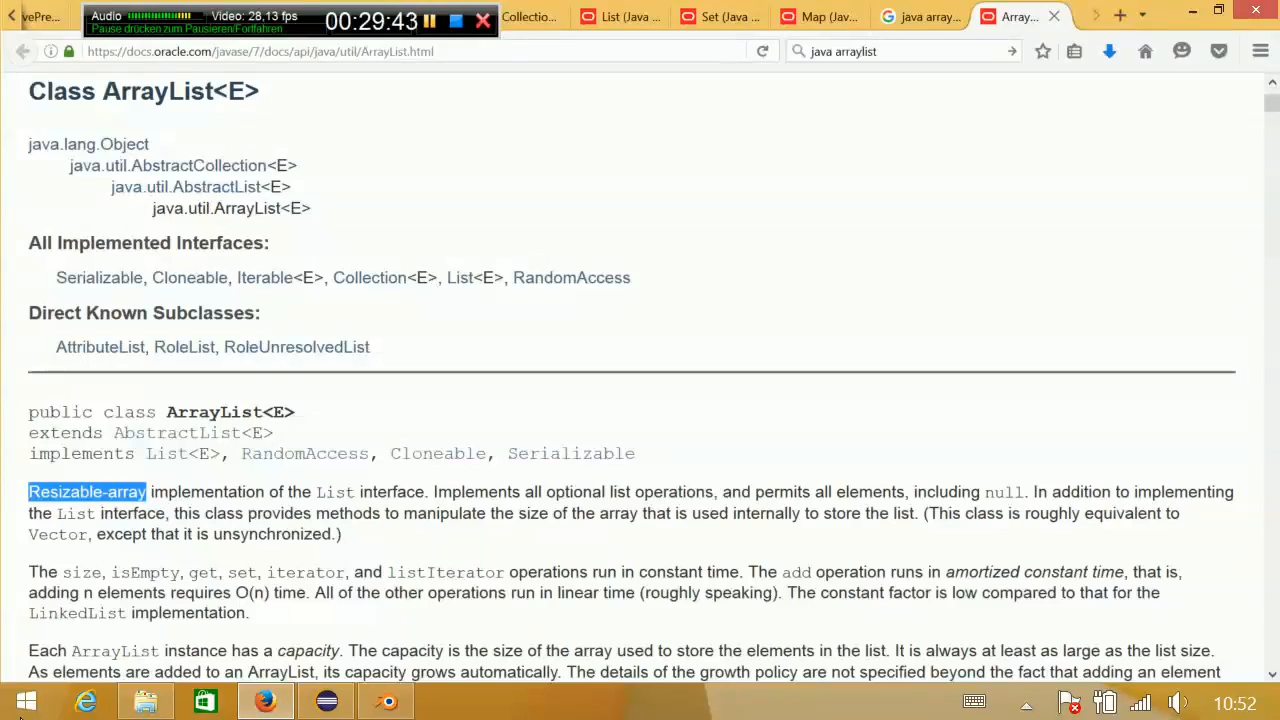 vePre
Audio
Video: 28,13 fps
Pause drücken zum Pausieren/Fortfahren
00:29:43
Collectio
List (Jav
Set (Java
Map (Jav
java array
Array
https://docs.oracle.com/javase/7/docs/api/java/util/ArrayList.html
java arraylist
Class ArrayList<E>
java.lang.Object
java.util.AbstractCollection<E>
java.util.AbstractList<E>
java.util.ArrayList<E>
All Implemented Interfaces:
Serializable, Cloneable, Iterable<E>, Collection<E>, List<E>, RandomAccess
Direct Known Subclasses:
AttributeList, RoleList, RoleUnresolvedList
public class ArrayList<E>
extends AbstractList<E>
implements List<E>, RandomAccess, Cloneable, Serializable
Resizable-array implementation of the List interface. Implements all optional list operations, and permits all elements, including null. In addition to implementing
the List interface, this class provides methods to manipulate the size of the array that is used internally to store the list. (This class is roughly equivalent to
Vector, except that it is unsynchronized.)
The size, isEmpty, get, set, iterator, and listIterator operations run in constant time. The add operation runs in amortized constant time, that is,
adding n elements requires O(n) time. All of the other operations run in linear time (roughly speaking). The constant factor is low compared to that for the
LinkedList implementation.
Each ArrayList instance has a capacity. The capacity is the size of the array used to store the elements in the list. It is always at least as large as the list size.
As elements are added to an ArrayList, its capacity grows automatically. The details of the growth policy are not specified beyond the fact that adding an element
10:52